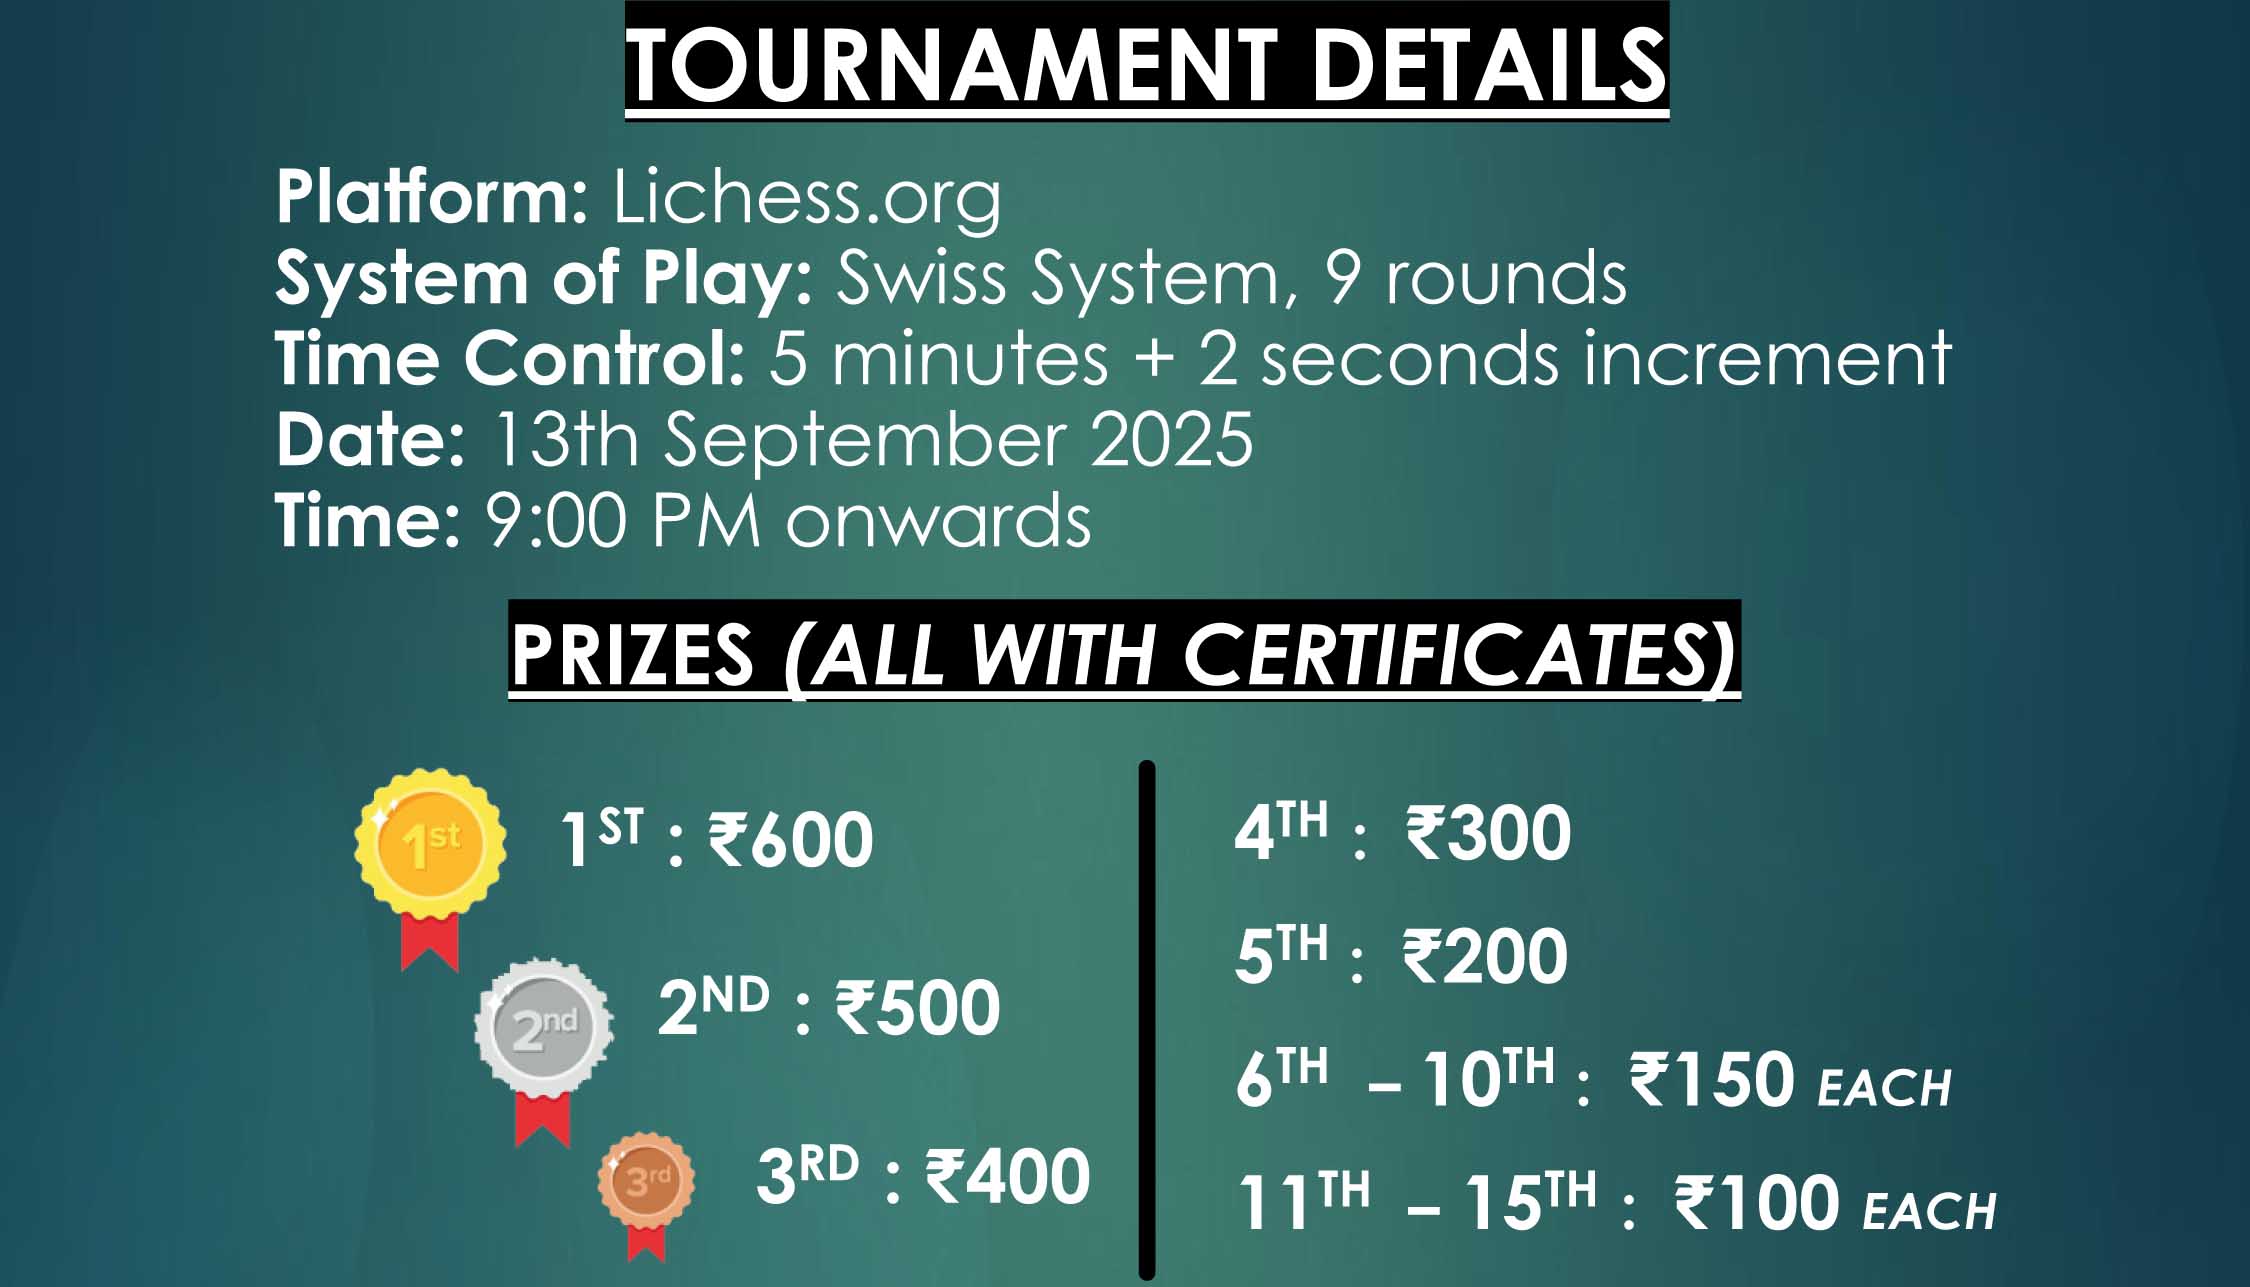 TOURNAMENT DETAILS
Platform: Lichess.org
System of Play: Swiss System, 9 rounds
Time Control: 5 minutes + 2 seconds increment
Date: 13th September 2025
Time: 9:00 PM onwards
PRIZES (ALL WITH CERTIFICATES)
1st
1ST : ₹600
2nd
2ND : ₹500
3rd
3RD : ₹400
4TH : ₹300
5TH : ₹200
6TH – 10TH : ₹150 EACH
11TH – 15TH : ₹100 EACH